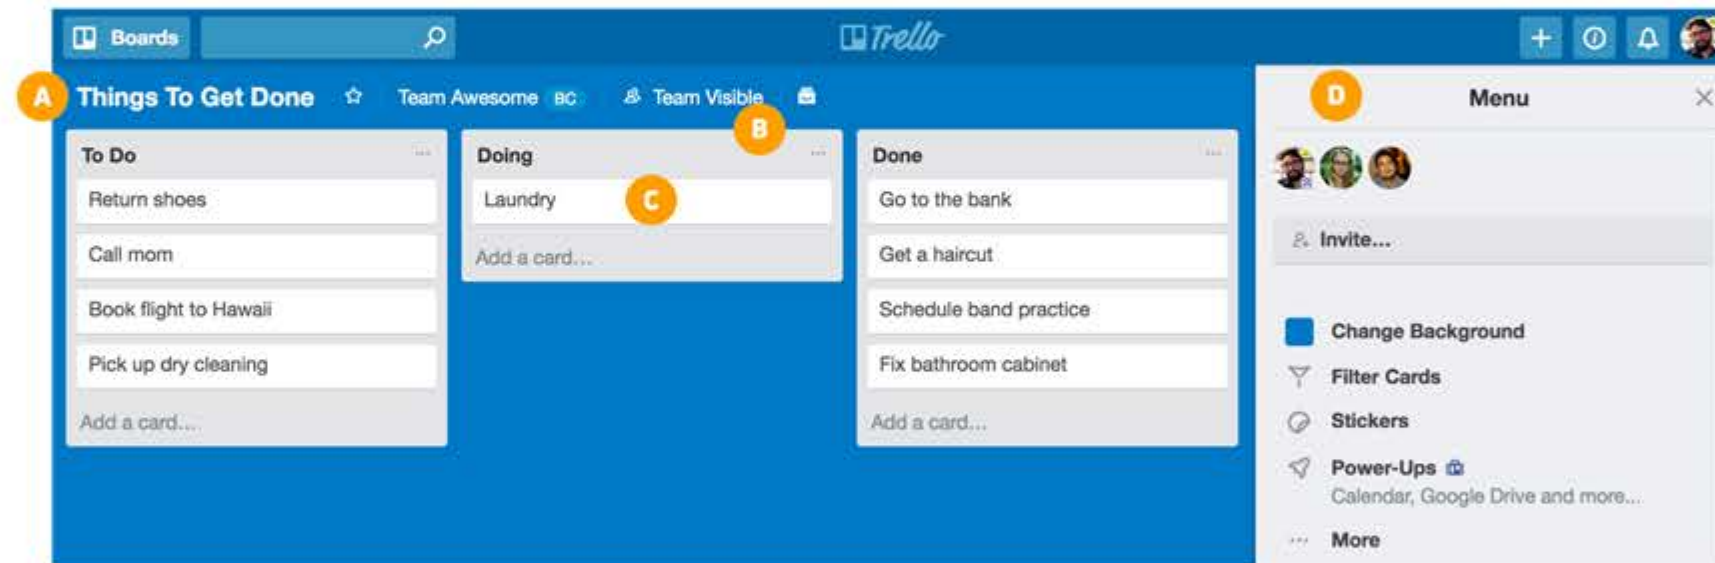 Boards
Trello
A Things To Get Done Team Awesome BC Team Visible
B
To Do ...
Return shoes
Call mom
Book flight to Hawaii
Pick up dry cleaning
Add a card...
Doing ...
Laundry C
Add a card...
Done ...
Go to the bank
Get a haircut
Schedule band practice
Fix bathroom cabinet
Add a card...
D Menu
Invite...
Change Background
Filter Cards
Stickers
Power-Ups
Calendar, Google Drive and more...
... More